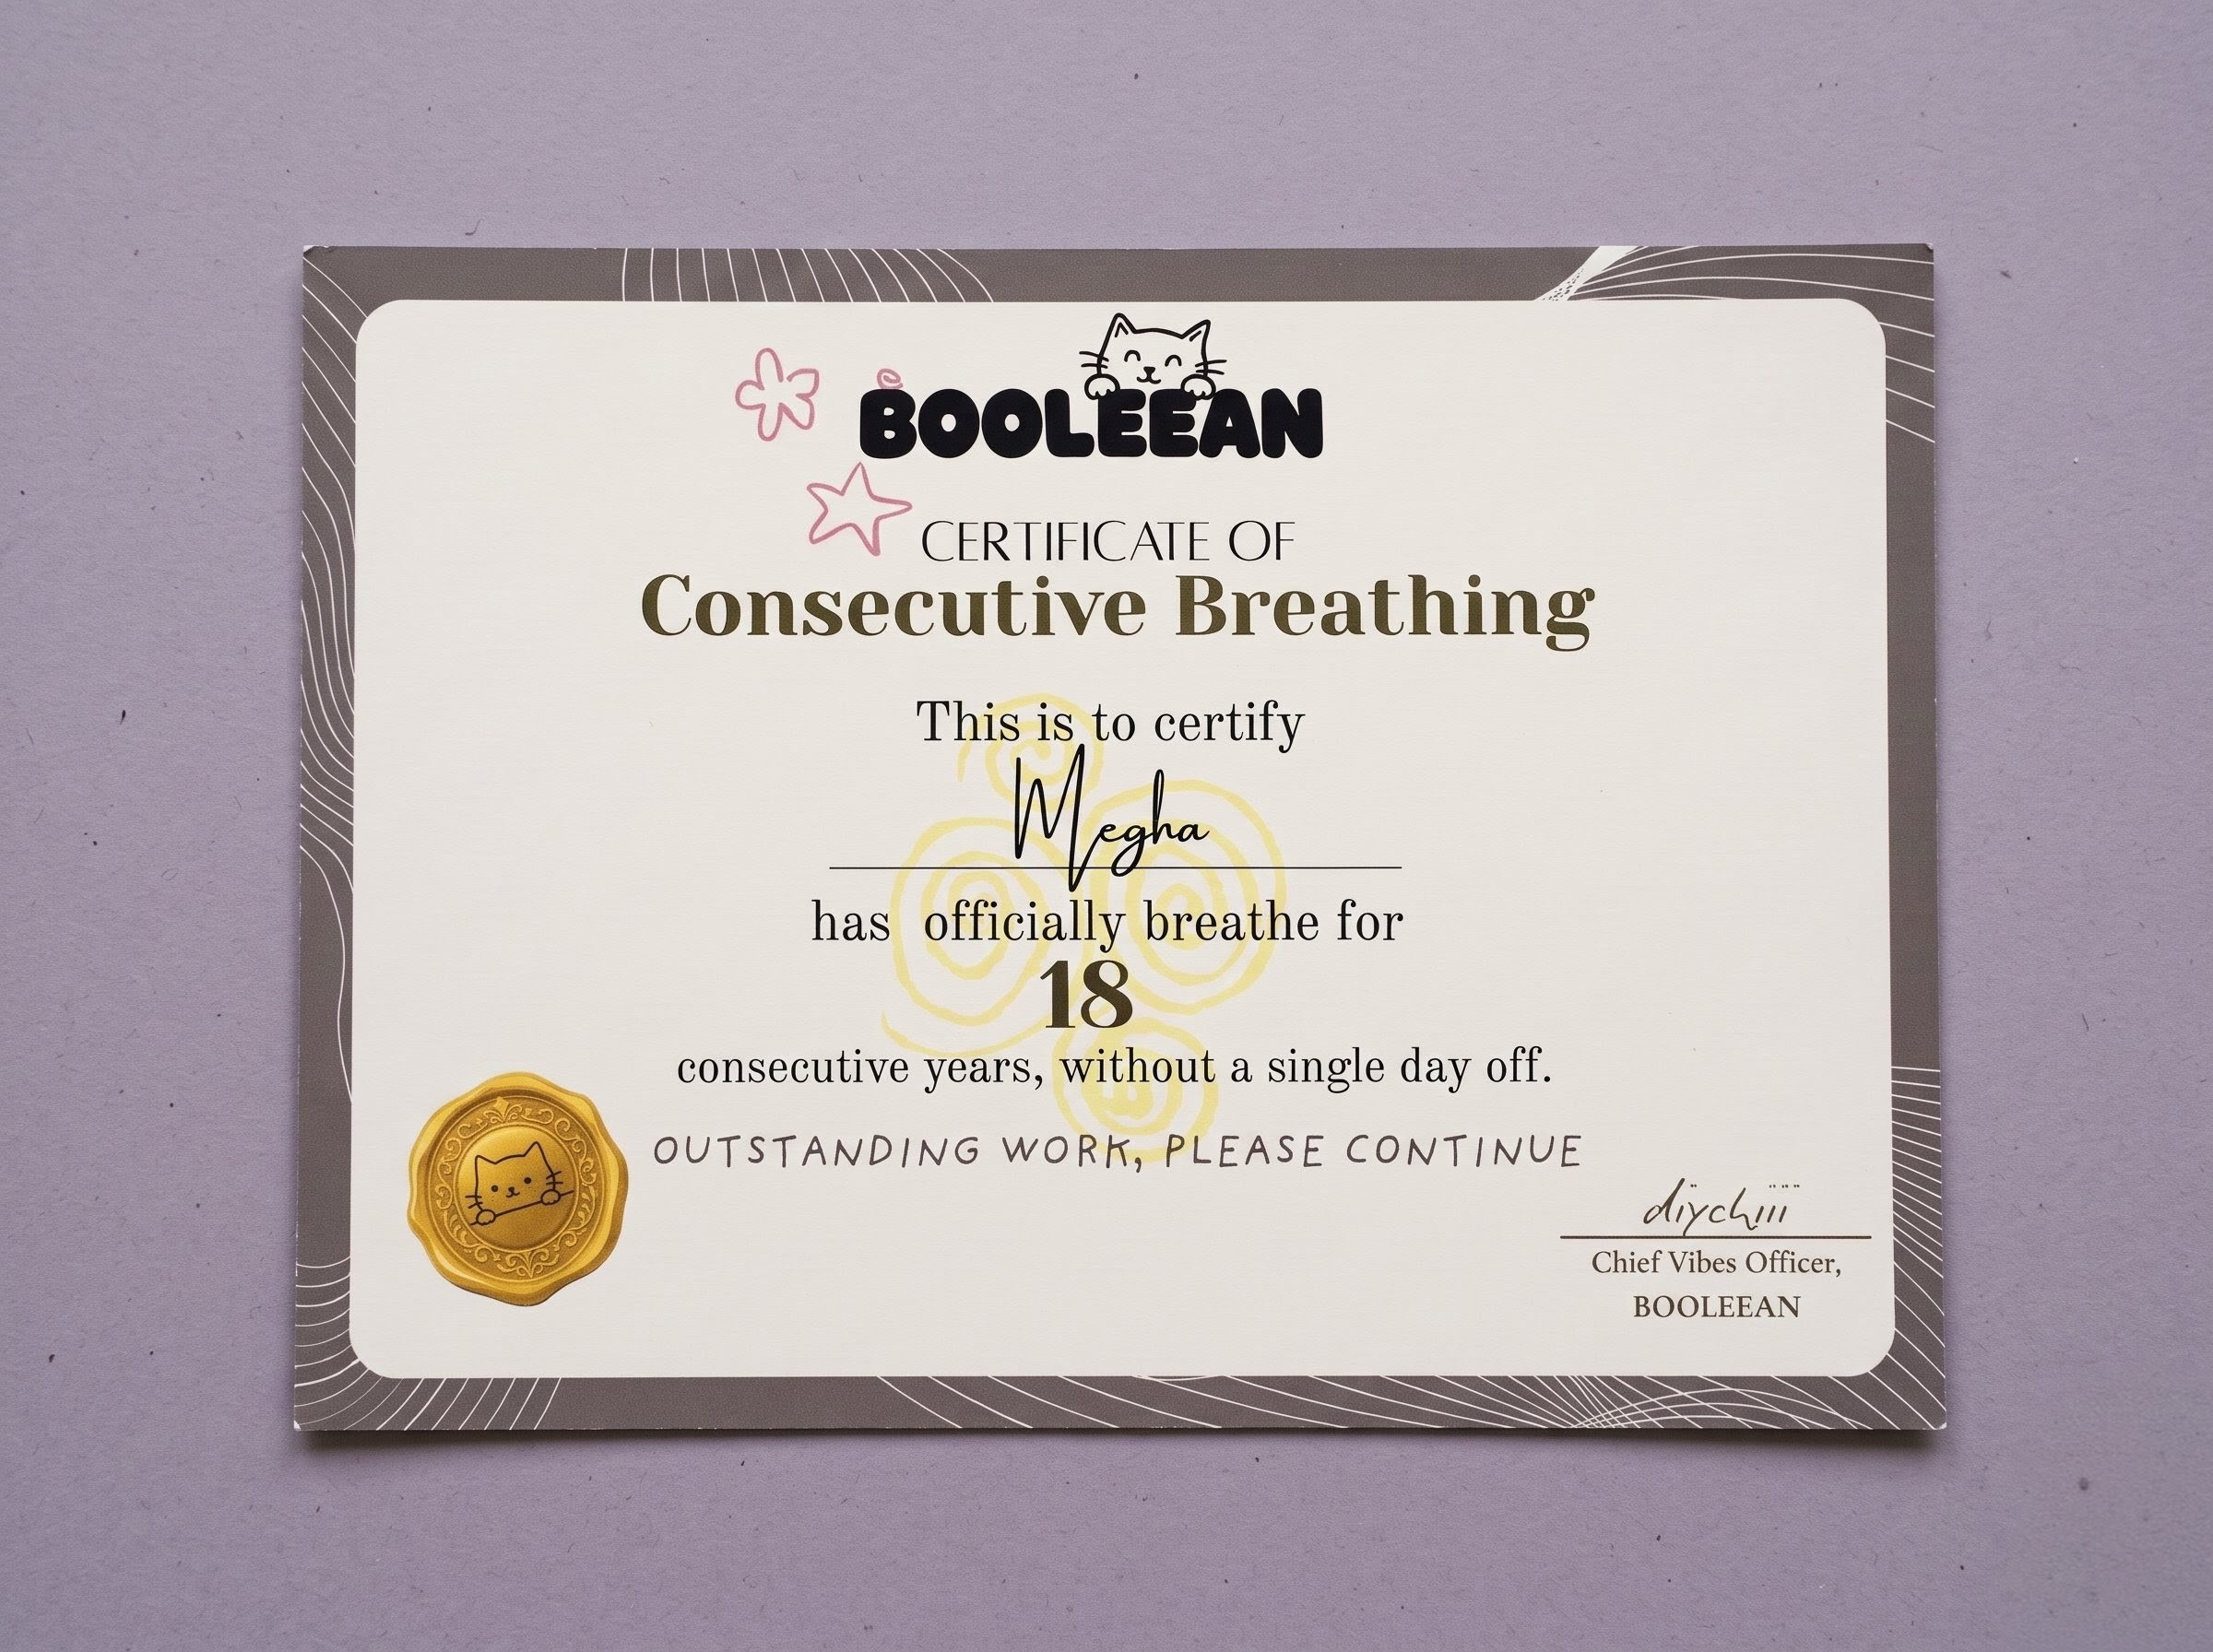 BOOLEEAN
CERTIFICATE OF
Consecutive Breathing
This is to certify
Megha
has officially breathe for
18
consecutive years, without a single day off.
OUTSTANDING WORK, PLEASE CONTINUE
diychiii
Chief Vibes Officer,
BOOLEEAN